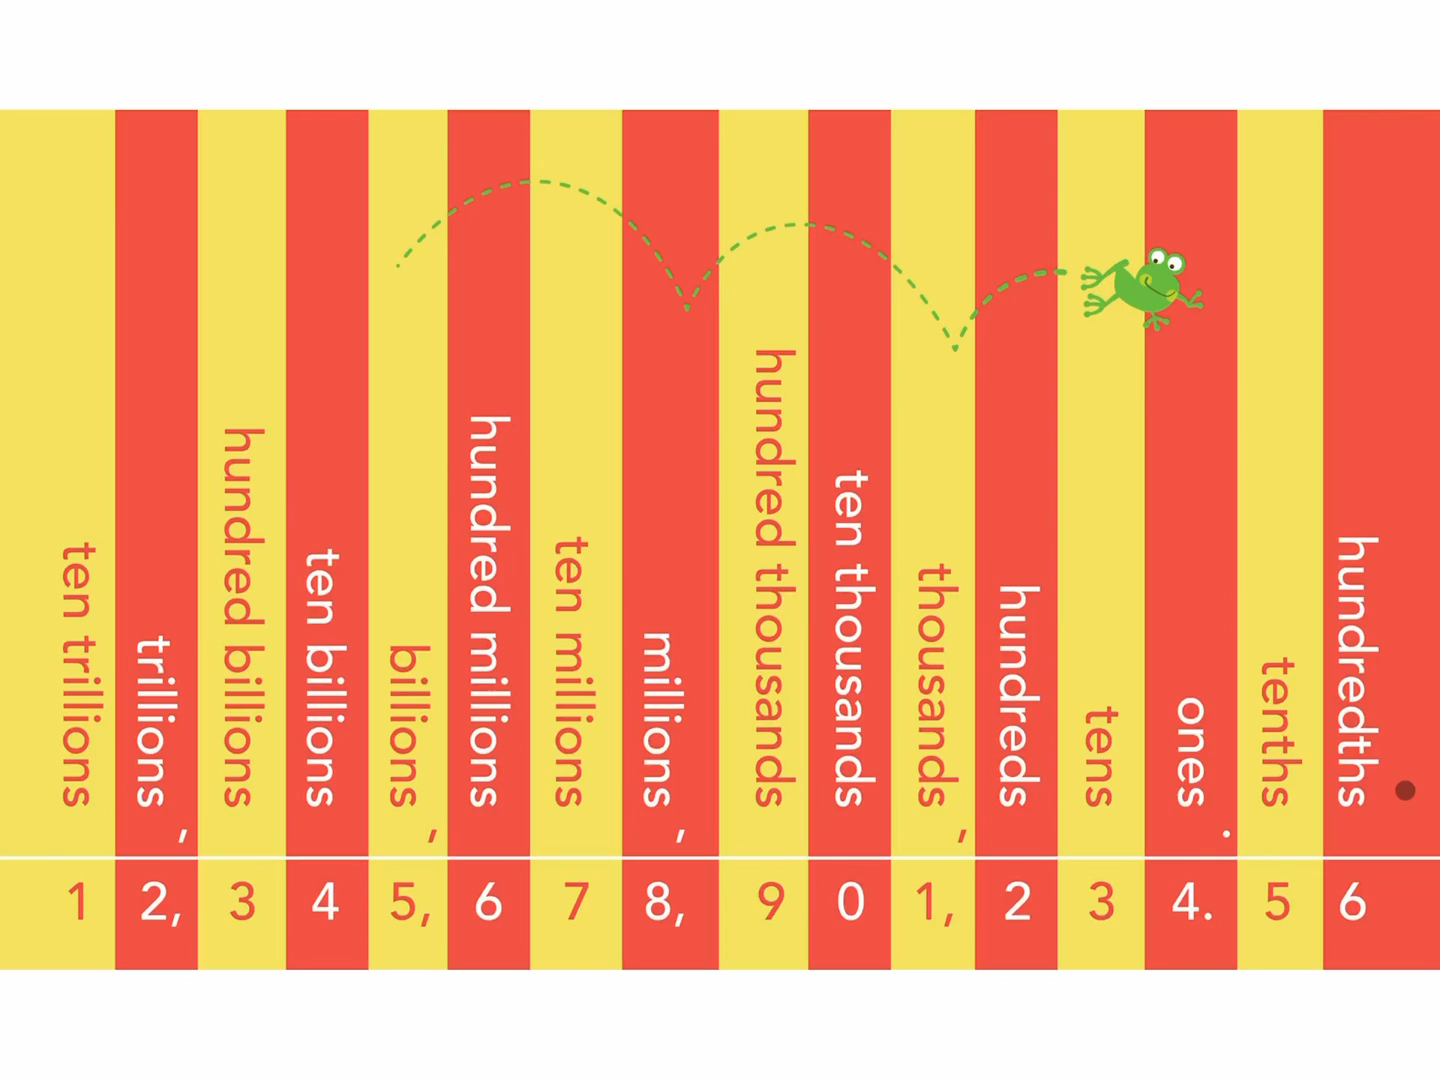 ten trillions
trillions ,
hundred billions
ten billions
billions ,
hundred millions
ten millions
millions ,
hundred thousands
ten thousands
thousands ,
hundreds
tens
ones .
tenths
hundredths
1 2, 3 4 5, 6 7 8, 9 0 1, 2 3 4. 5 6